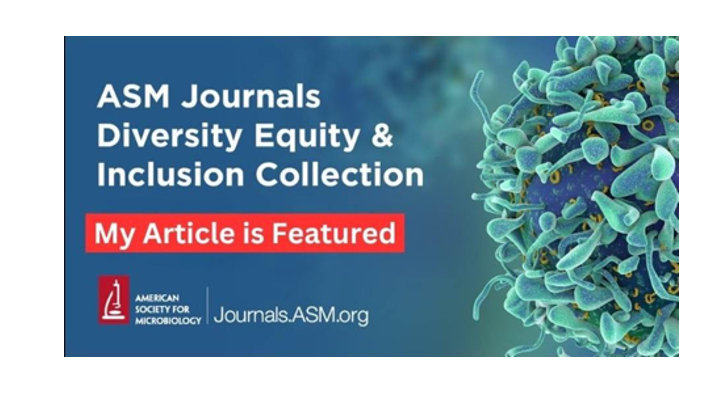 ASM Journals
Diversity Equity &
Inclusion Collection
My Article is Featured
AMERICAN
SOCIETY FOR
MICROBIOLOGY
Journals.ASM.org